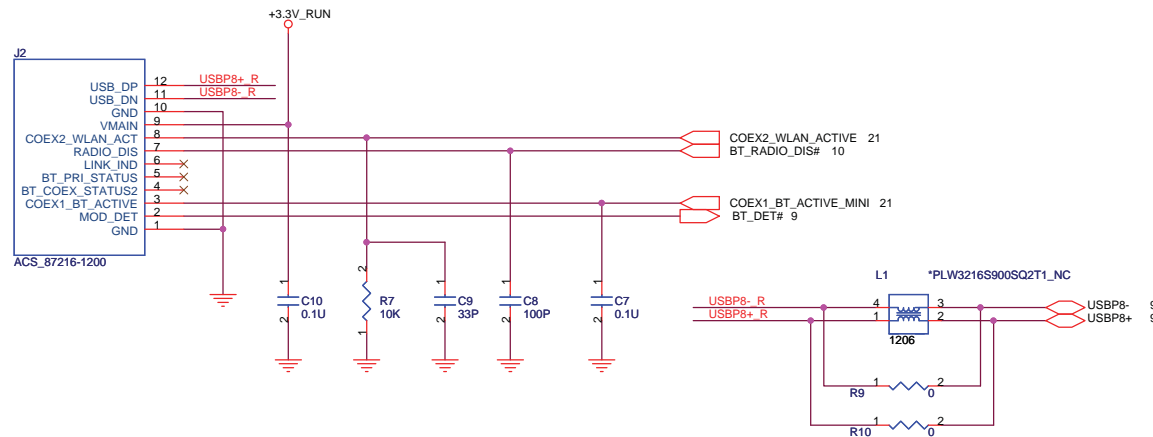 +3.3V_RUN
J2
USB_DP 12 USBP8+_R
USB_DN 11 USBP8-_R
GND 10
VMAIN 9
COEX2_WLAN_ACT 8 COEX2_WLAN_ACTIVE 21
RADIO_DIS 7 BT_RADIO_DIS# 10
LINK_IND 6
BT_PRI_STATUS 5
BT_COEX_STATUS2 4
COEX1_BT_ACTIVE 3 COEX1_BT_ACTIVE_MINI 21
MOD_DET 2 BT_DET# 9
GND 1
ACS_87216-1200
1 C10 2
0.1U
2 R7 1
10K
1 C9 2
33P
1 C8 2
100P
1 C7 2
0.1U
L1 *PLW3216S900SQ2T1_NC
USBP8-_R 4 3 USBP8- 9
USBP8+_R 1 2 USBP8+ 9
1206
R9 1 2 0
R10 1 2 0